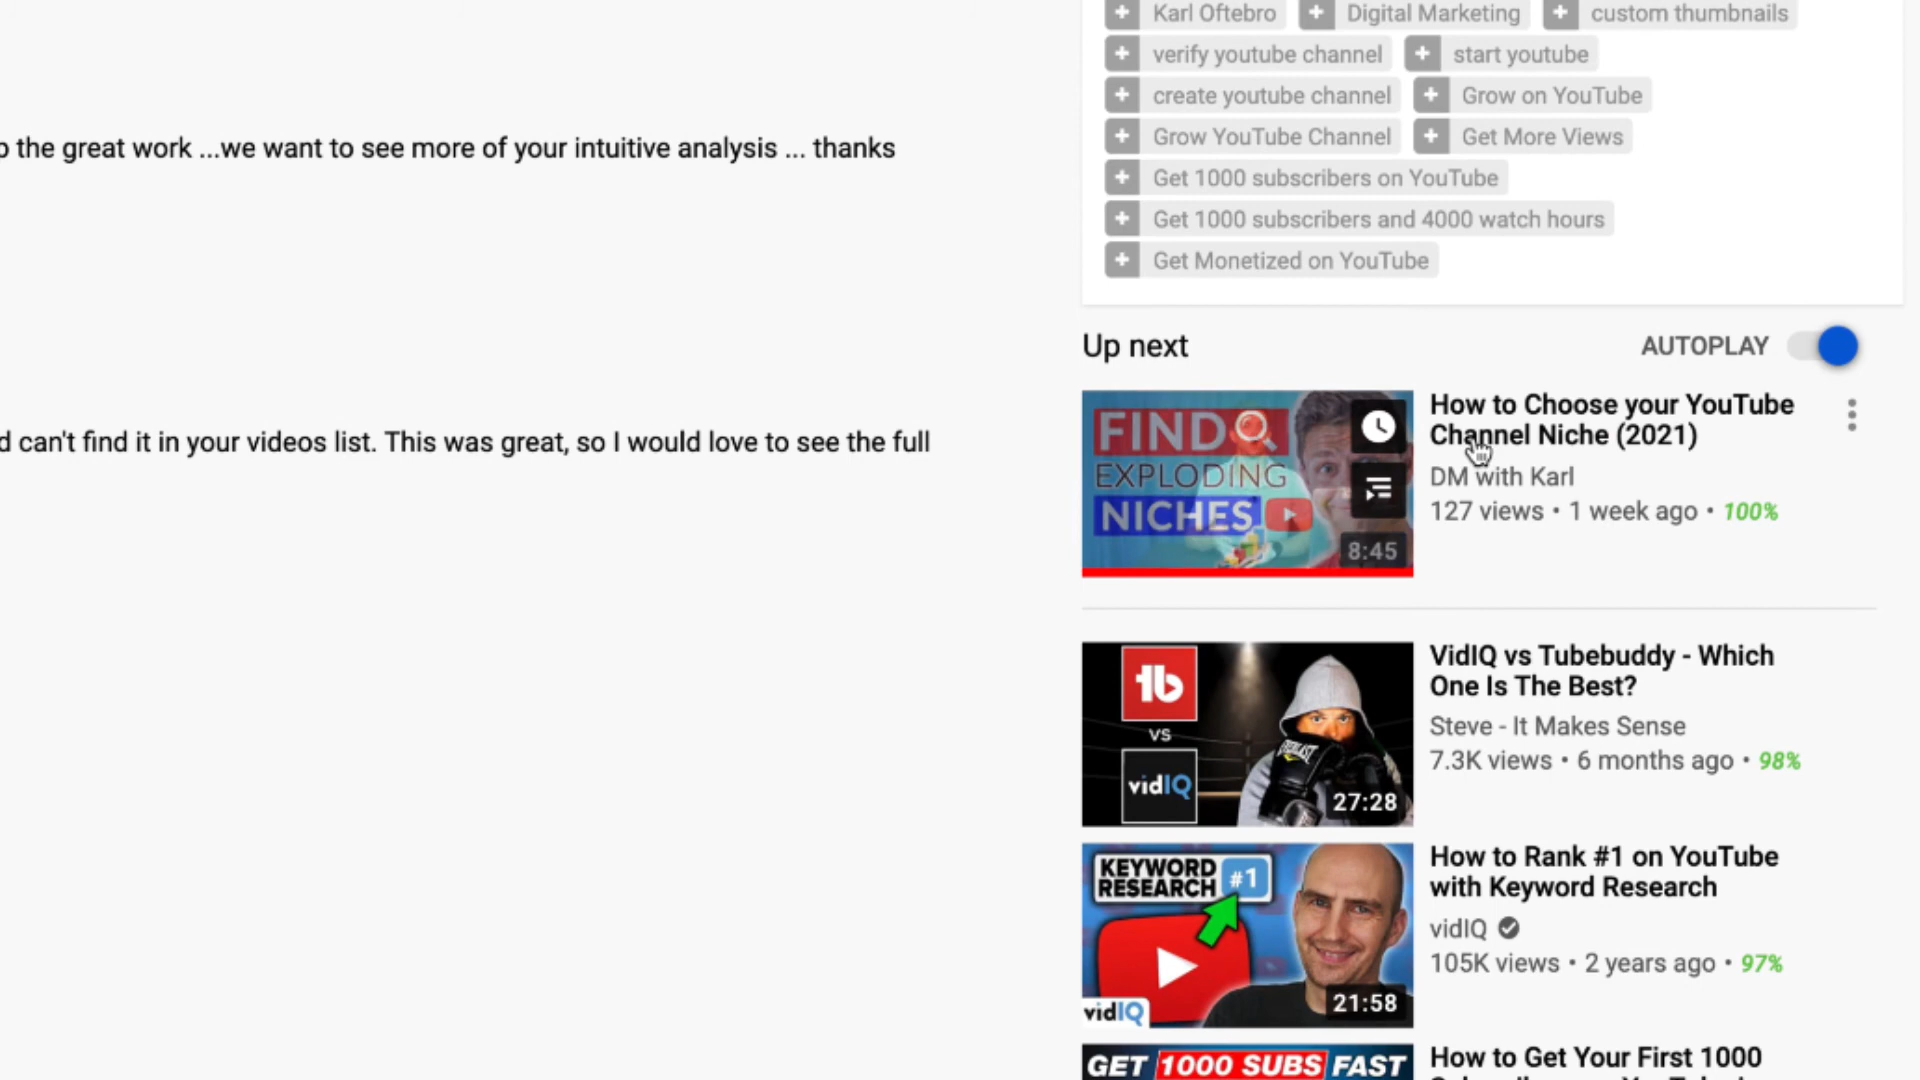 + Karl Oftebro + Digital Marketing + custom thumbnails
+ verify youtube channel + start youtube
+ create youtube channel + Grow on YouTube
+ Grow YouTube Channel + Get More Views
+ Get 1000 subscribers on YouTube
+ Get 1000 subscribers and 4000 watch hours
+ Get Monetized on YouTube
the great work ...we want to see more of your intuitive analysis ... thanks
can't find it in your videos list. This was great, so I would love to see the full
Up next
AUTOPLAY
FIND
EXPLODING
NICHES
8:45
How to Choose your YouTube
Channel Niche (2021)
DM with Karl
127 views • 1 week ago • 100%
tb
VS
vidIQ
EVERLAST
27:28
VidIQ vs Tubebuddy - Which
One Is The Best?
Steve - It Makes Sense
7.3K views • 6 months ago • 98%
KEYWORD
RESEARCH
#1
vidIQ
21:58
How to Rank #1 on YouTube
with Keyword Research
vidIQ
105K views • 2 years ago • 97%
GET 1000 SUBS FAST
How to Get Your First 1000